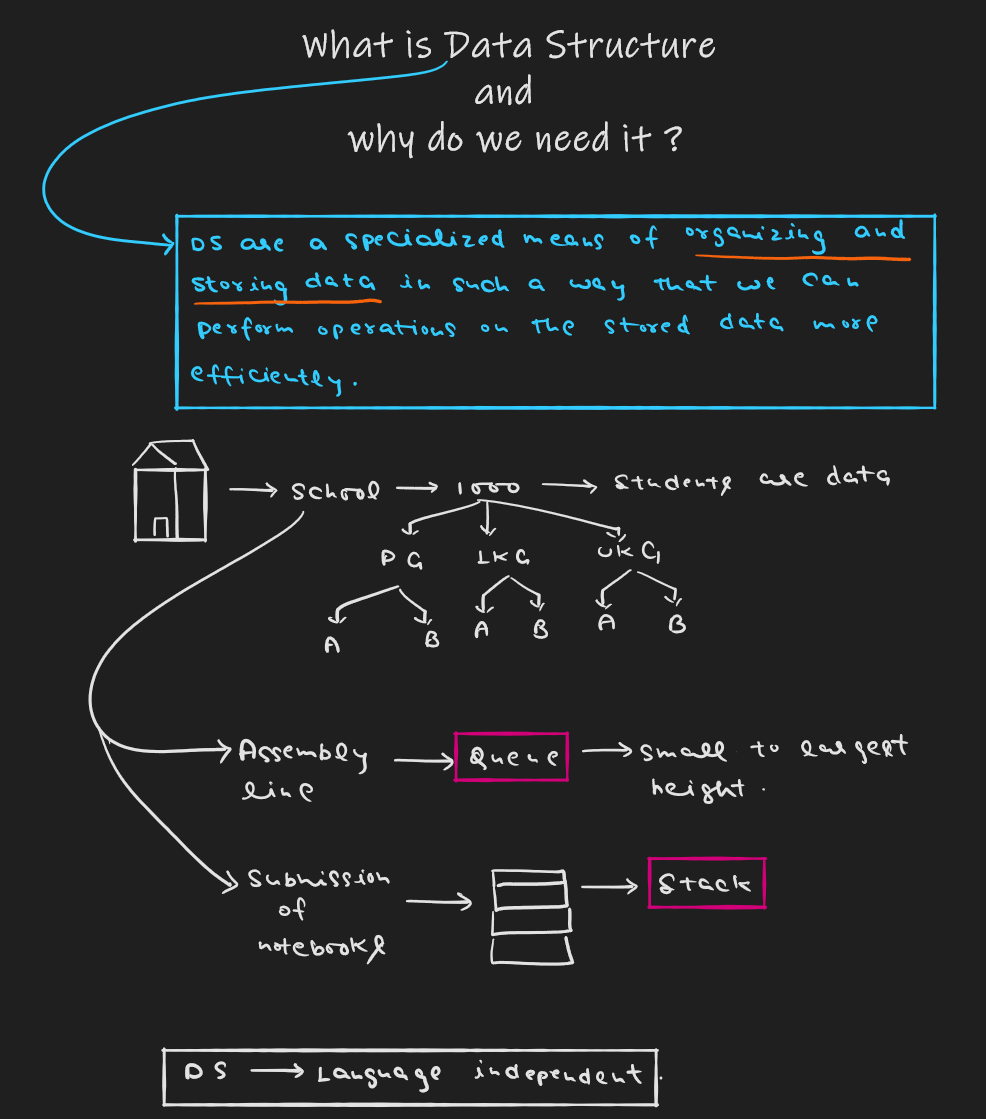 What is Data Structure
and
why do we need it ?
DS are a specialized means of organizing and
storing data in such a way that we can
perform operations on the stored data more
efficiently.
School 1000 Students are data
PG LKG UKG
A B A B A B
Assembly Queue small to largest
line height.
Submission Stack
of
notebooks
DS → Language independent.